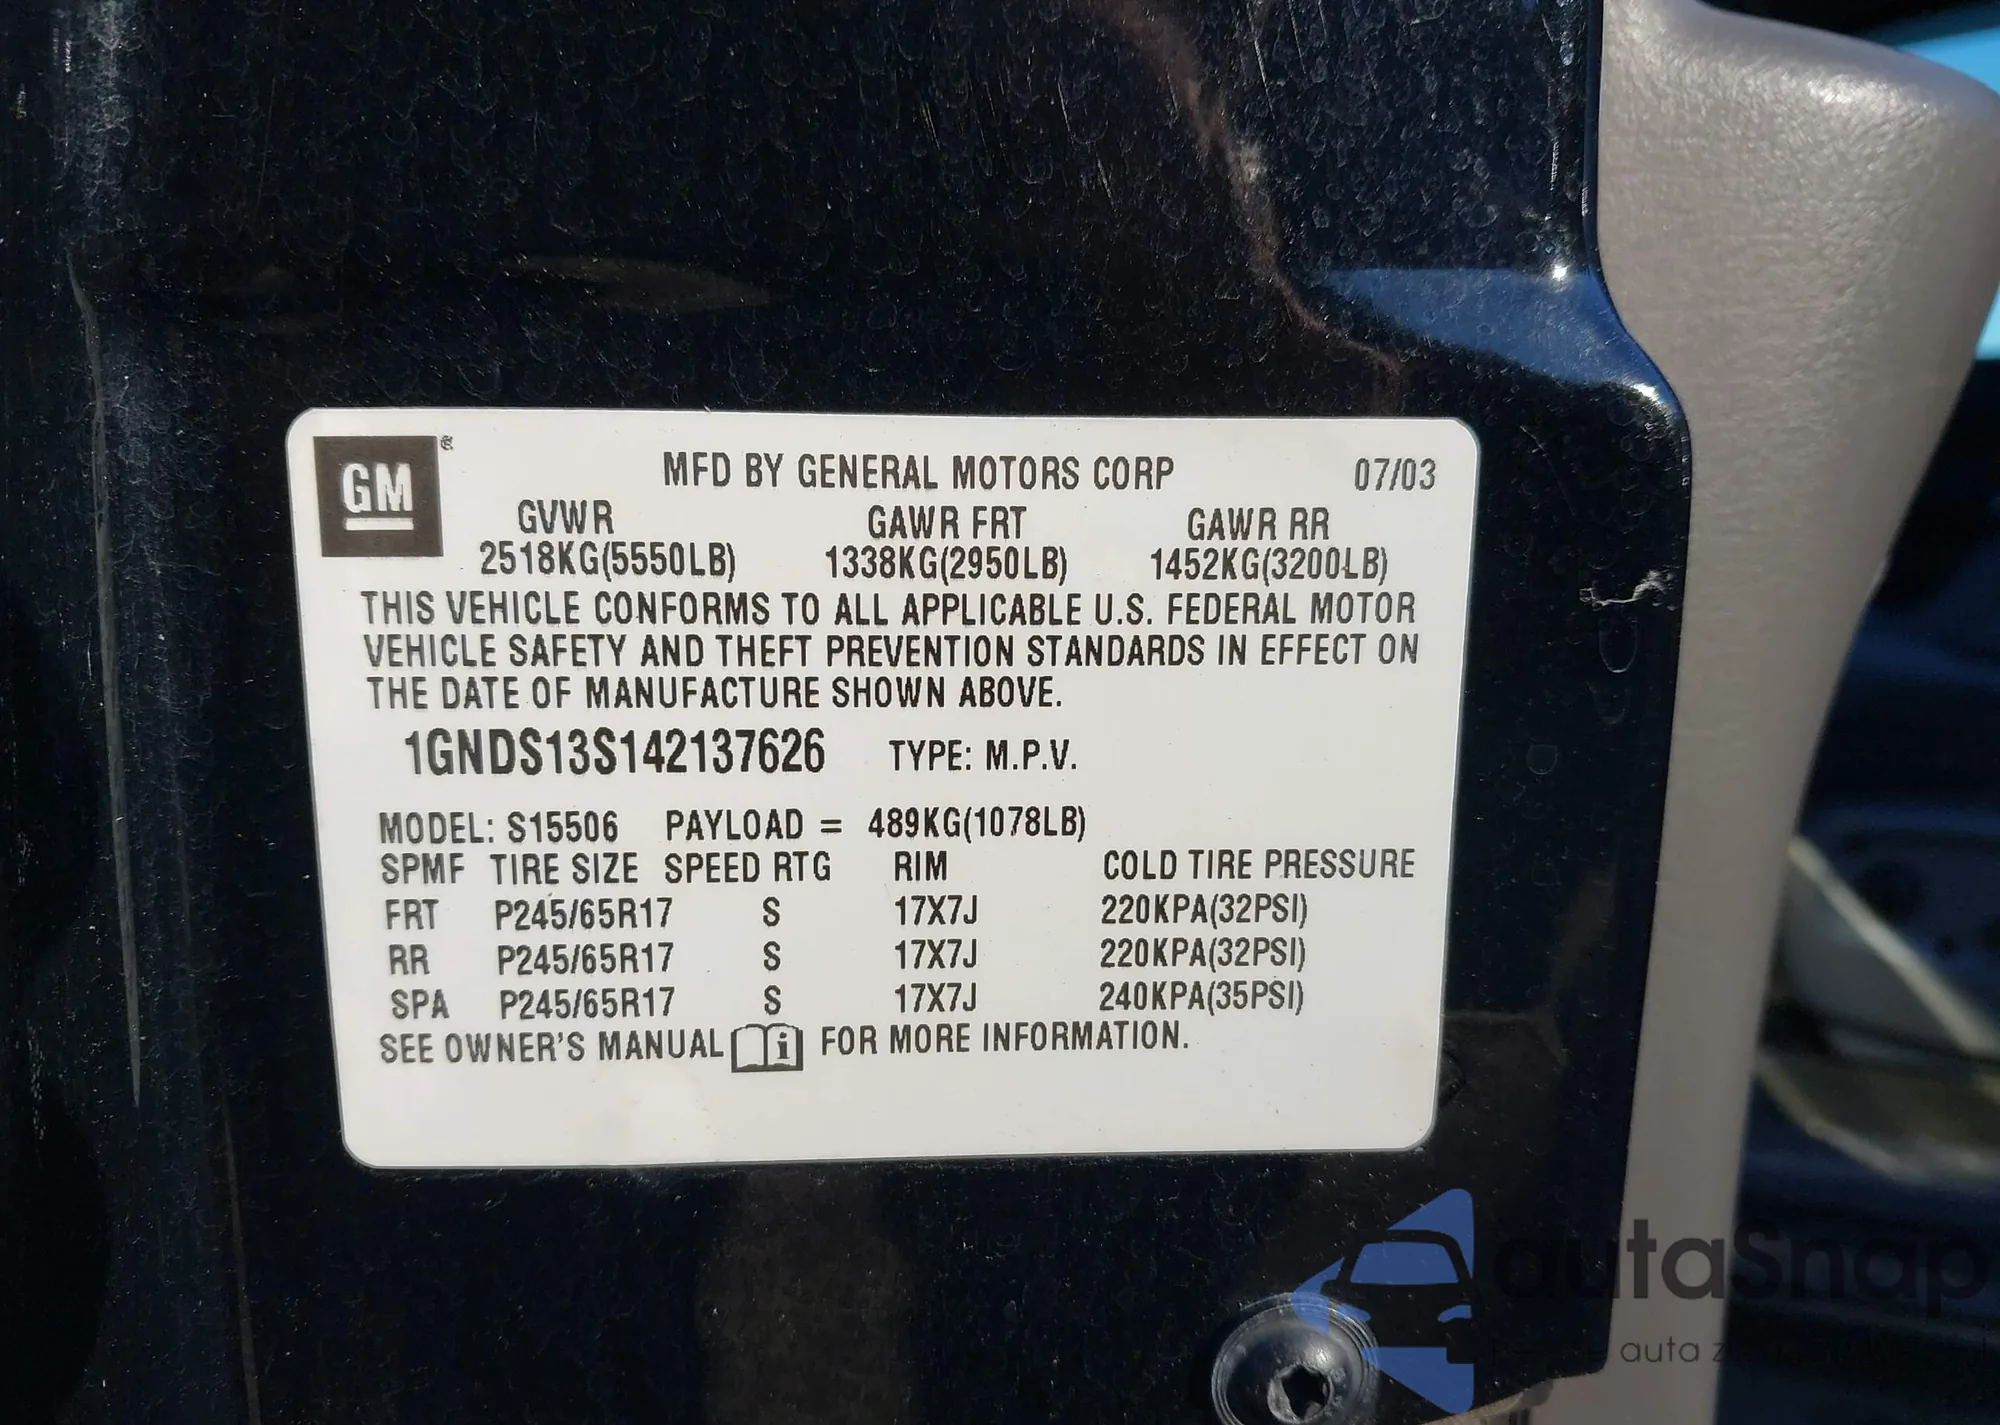 GM ®
MFD BY GENERAL MOTORS CORP 07/03
GVWR GAWR FRT GAWR RR
2518KG(5550LB) 1338KG(2950LB) 1452KG(3200LB)
THIS VEHICLE CONFORMS TO ALL APPLICABLE U.S. FEDERAL MOTOR
VEHICLE SAFETY AND THEFT PREVENTION STANDARDS IN EFFECT ON
THE DATE OF MANUFACTURE SHOWN ABOVE.
1GNDS13S142137626 TYPE: M.P.V.
MODEL: S15506 PAYLOAD = 489KG(1078LB)
SPMF TIRE SIZE SPEED RTG RIM COLD TIRE PRESSURE
FRT P245/65R17 S 17X7J 220KPA(32PSI)
RR P245/65R17 S 17X7J 220KPA(32PSI)
SPA P245/65R17 S 17X7J 240KPA(35PSI)
SEE OWNER'S MANUAL i FOR MORE INFORMATION.
autaSnap
auta z